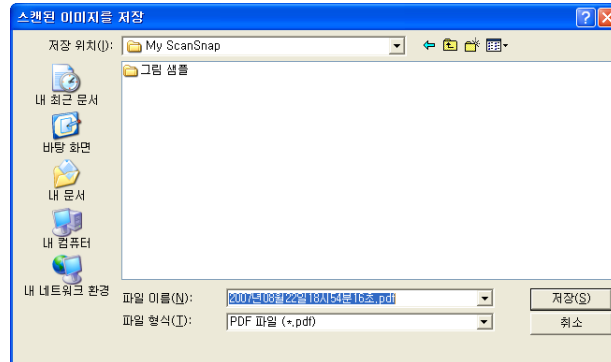 스캔된 이미지를 저장
저장 위치(I): My ScanSnap
그림 샘플
내 최근 문서
바탕 화면
내 문서
내 컴퓨터
내 네트워크 환경
파일 이름(N): 2007년08월22일18시54분16초.pdf 저장(S)
파일 형식(T): PDF 파일 (*.pdf) 취소